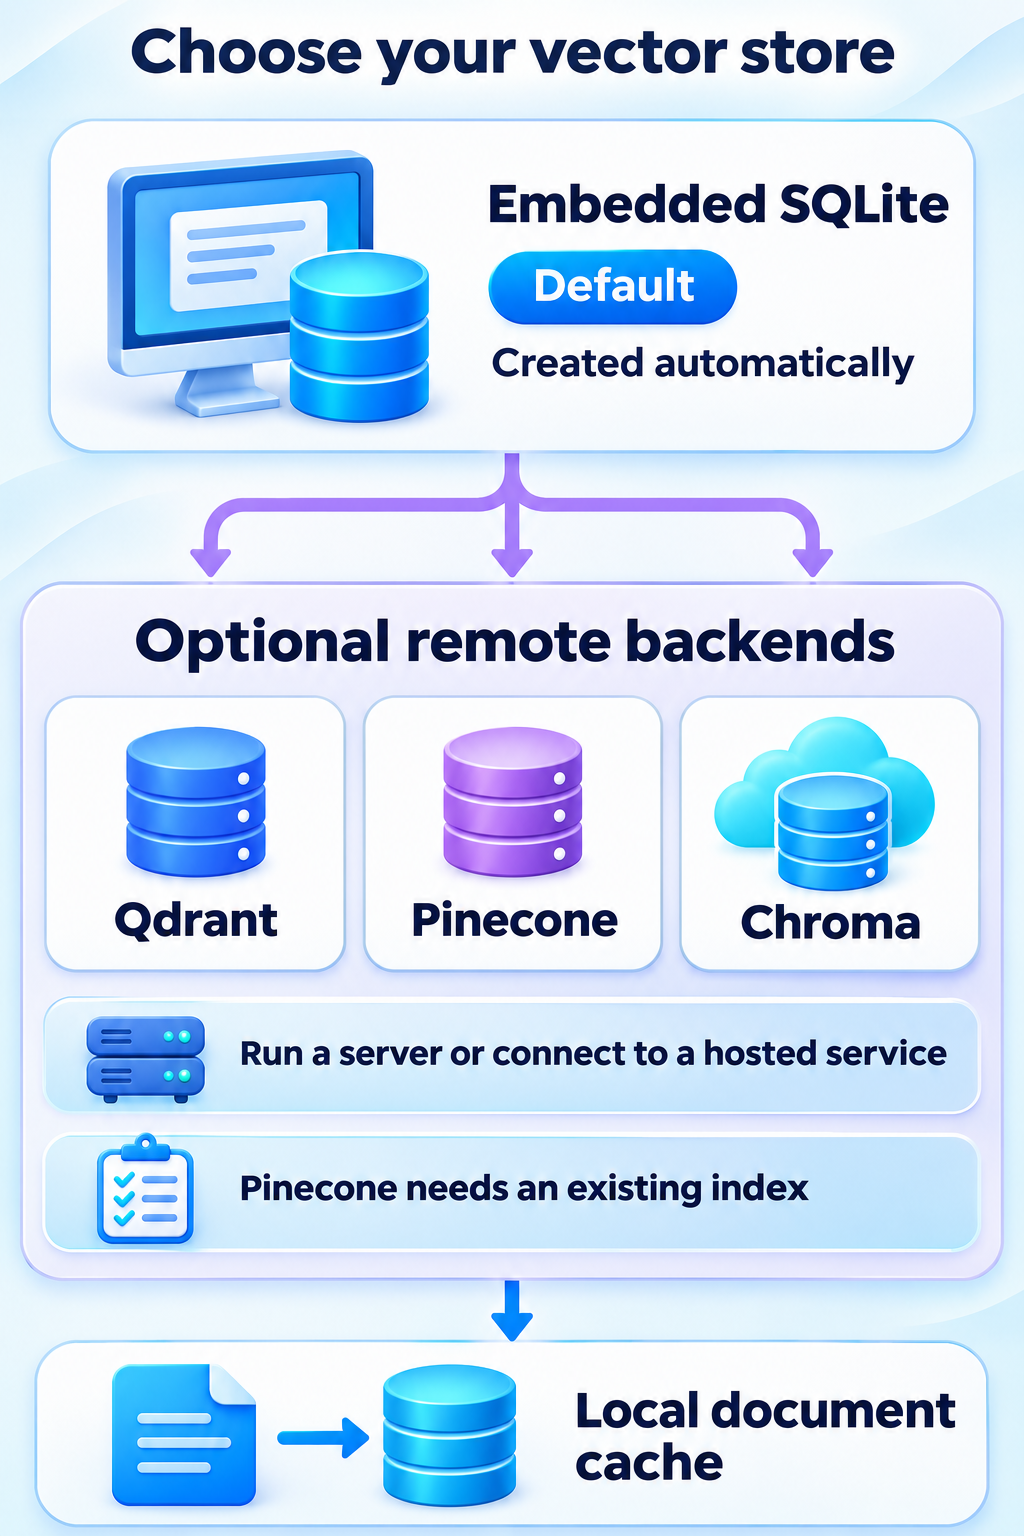 Choose your vector store
Embedded SQLite
Default
Created automatically
Optional remote backends
Qdrant
Pinecone
Chroma
Run a server or connect to a hosted service
Pinecone needs an existing index
Local document
cache